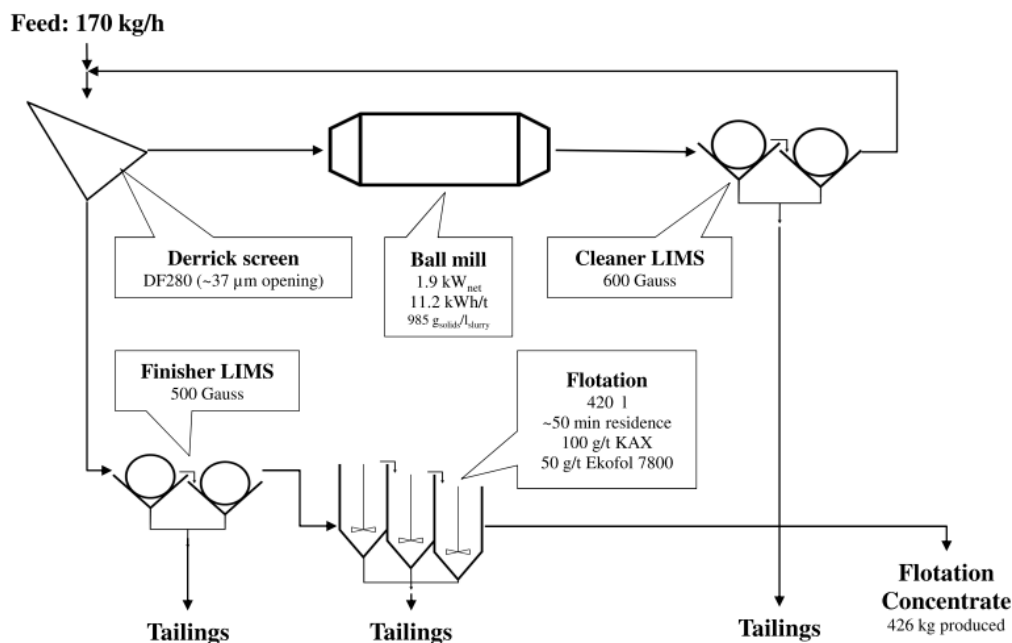 Feed: 170 kg/h
Derrick screen
DF280 (~37 µm opening)
Ball mill
1.9 kWnet
11.2 kWh/t
985 gsolids/lslurry
Cleaner LIMS
600 Gauss
Finisher LIMS
500 Gauss
Flotation
420 l
~50 min residence
100 g/t KAX
50 g/t Ekofol 7800
Tailings
Tailings
Tailings
Flotation
Concentrate
426 kg produced